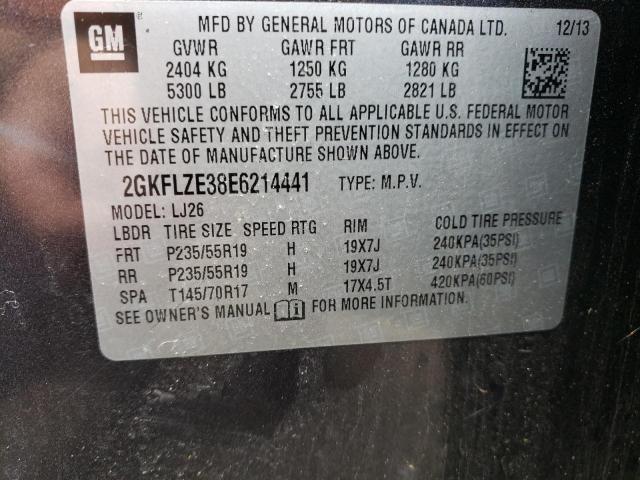 GM
MFD BY GENERAL MOTORS OF CANADA LTD. 12/13
GVWR GAWR FRT GAWR RR
2404 KG 1250 KG 1280 KG
5300 LB 2755 LB 2821 LB
THIS VEHICLE CONFORMS TO ALL APPLICABLE U.S. FEDERAL MOTOR
VEHICLE SAFETY AND THEFT PREVENTION STANDARDS IN EFFECT ON
THE DATE OF MANUFACTURE SHOWN ABOVE.
2GKFLZE38E6214441 TYPE: M.P.V.
MODEL: LJ26
LBDR TIRE SIZE SPEED RTG RIM COLD TIRE PRESSURE
FRT P235/55R19 H 19X7J 240KPA(35PSI)
RR P235/55R19 H 19X7J 240KPA(35PSI)
SPA T145/70R17 M 17X4.5T 420KPA(60PSI)
SEE OWNER'S MANUAL FOR MORE INFORMATION.